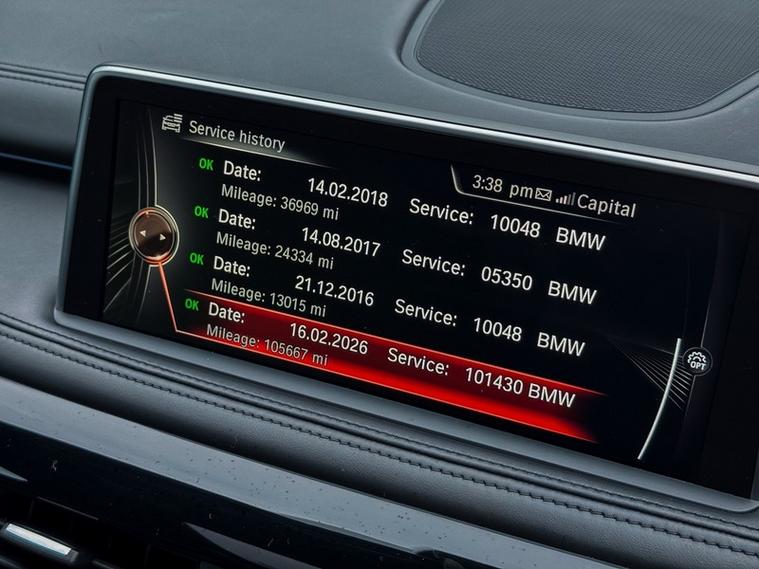 Service history
3:38 pm Capital
OK Date: 14.02.2018 Service: 10048 BMW
Mileage: 36969 mi
OK Date: 14.08.2017 Service: 05350 BMW
Mileage: 24334 mi
OK Date: 21.12.2016 Service: 10048 BMW
Mileage: 13015 mi
OK Date: 16.02.2026 Service: 101430 BMW
Mileage: 105667 mi
OPT